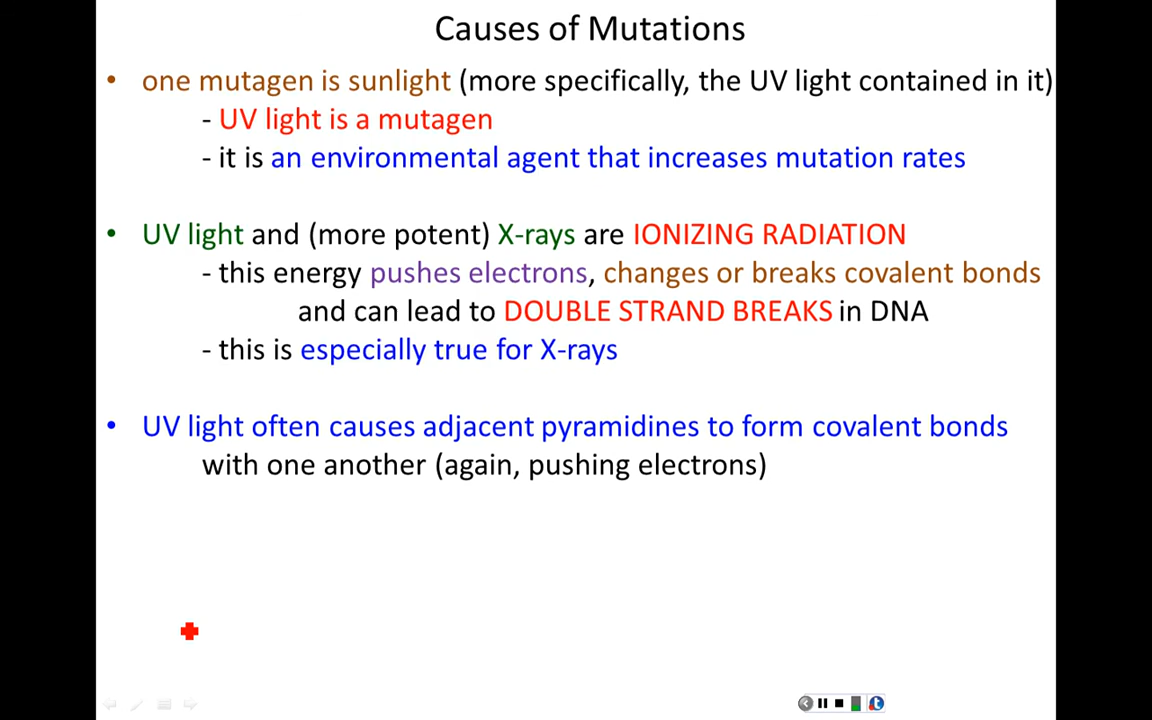 Causes of Mutations
• one mutagen is sunlight (more specifically, the UV light contained in it)
- UV light is a mutagen
- it is an environmental agent that increases mutation rates
• UV light and (more potent) X-rays are IONIZING RADIATION
- this energy pushes electrons, changes or breaks covalent bonds
and can lead to DOUBLE STRAND BREAKS in DNA
- this is especially true for X-rays
• UV light often causes adjacent pyramidines to form covalent bonds
with one another (again, pushing electrons)